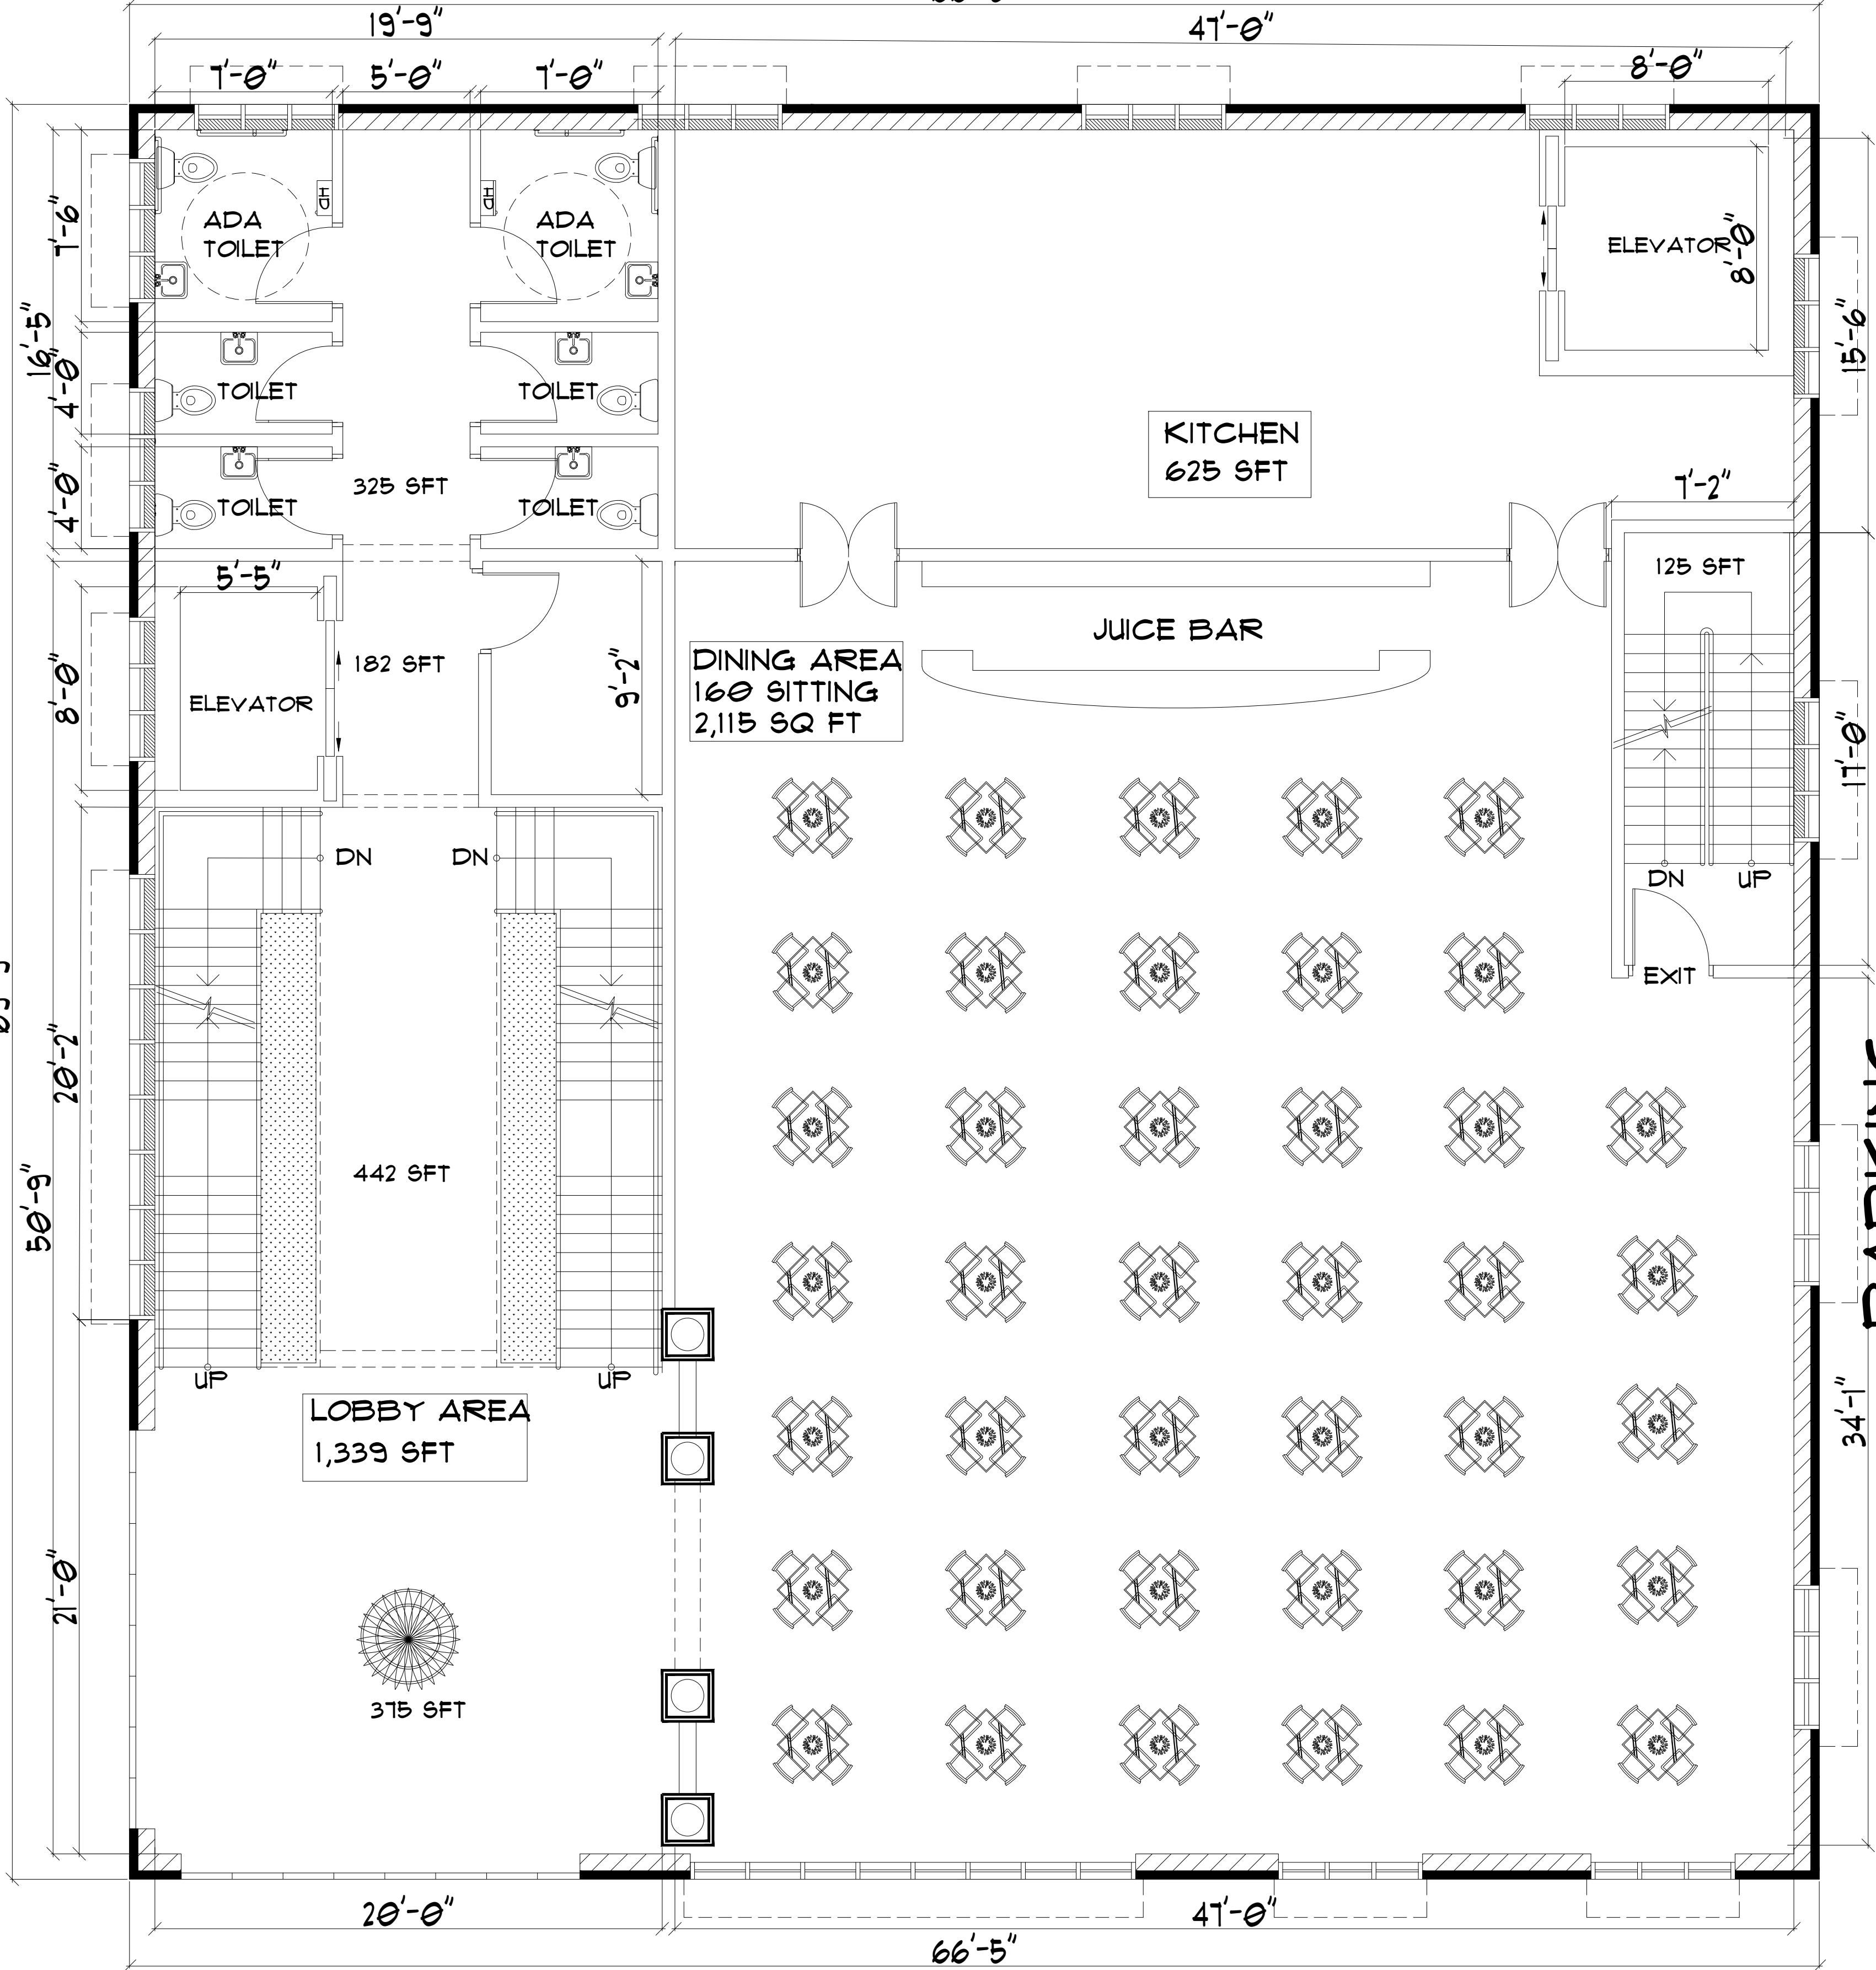 19'-9"
47'-0"
7'-0"
5'-0"
7'-0"
8'-0"
7'-6"
HD
HD
ADA
TOILET
ADA
TOILET
ELEVATOR
8'-0"
16'-5"
4'-0"
15'-6"
TOILET
TOILET
KITCHEN
625 SFT
4'-0"
325 SFT
TOILET
TOILET
7'-2"
5'-5"
125 SFT
JUICE BAR
8'-0"
182 SFT
ELEVATOR
9'-2"
DINING AREA
160 SITTING
2,115 SQ FT
17'-0"
DN
DN
DN
UP
EXIT
20'-2"
50'-9"
442 SFT
PARKING
UP
UP
LOBBY AREA
1,339 SFT
34'-1"
21'-0"
375 SFT
20'-0"
47'-0"
66'-5"